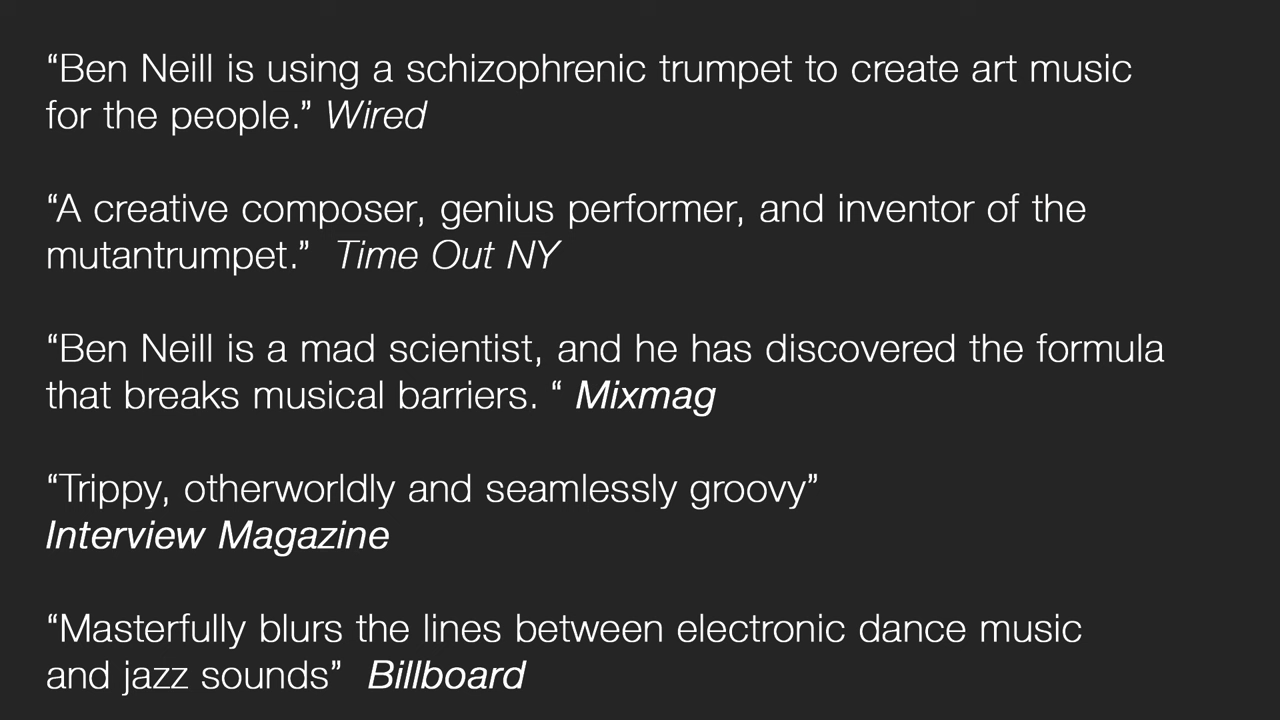 “Ben Neill is using a schizophrenic trumpet to create art music
for the people.” Wired
“A creative composer, genius performer, and inventor of the
mutantrumpet.”  Time Out NY
“Ben Neill is a mad scientist, and he has discovered the formula
that breaks musical barriers. “ Mixmag
“Trippy, otherworldly and seamlessly groovy”
Interview Magazine
“Masterfully blurs the lines between electronic dance music
and jazz sounds”  Billboard